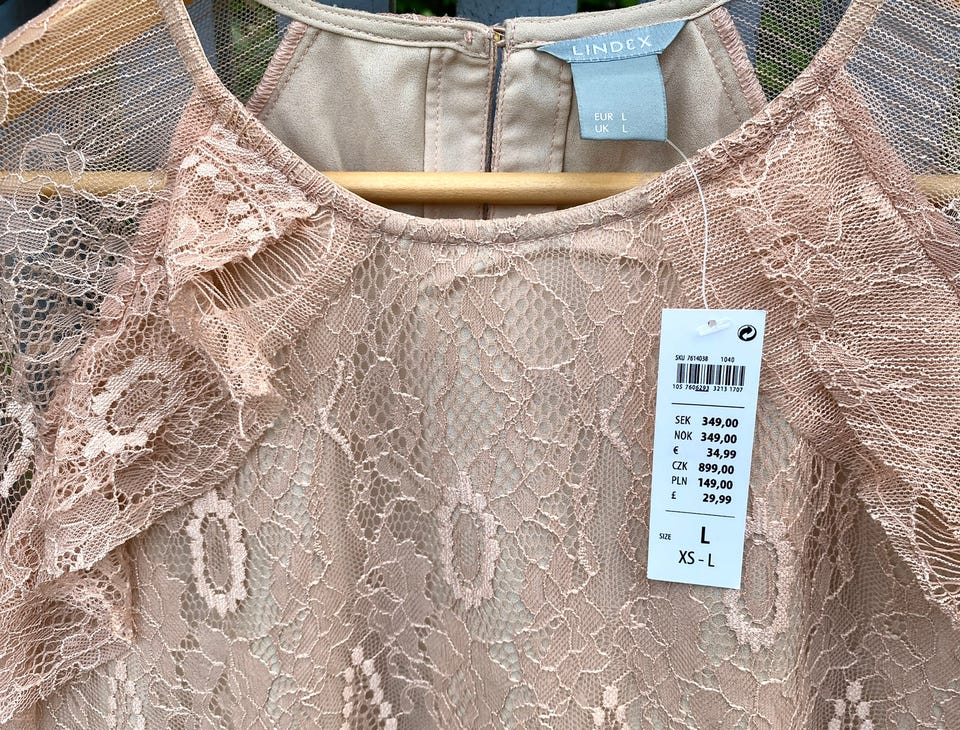 LINDEX
EUR L
UK L
SKU 7614038 1040
105 7606293 3213 1707
SEK 349,00
NOK 349,00
€ 34,99
CZK 899,00
PLN 149,00
£ 29,99
SIZE L
XS - L